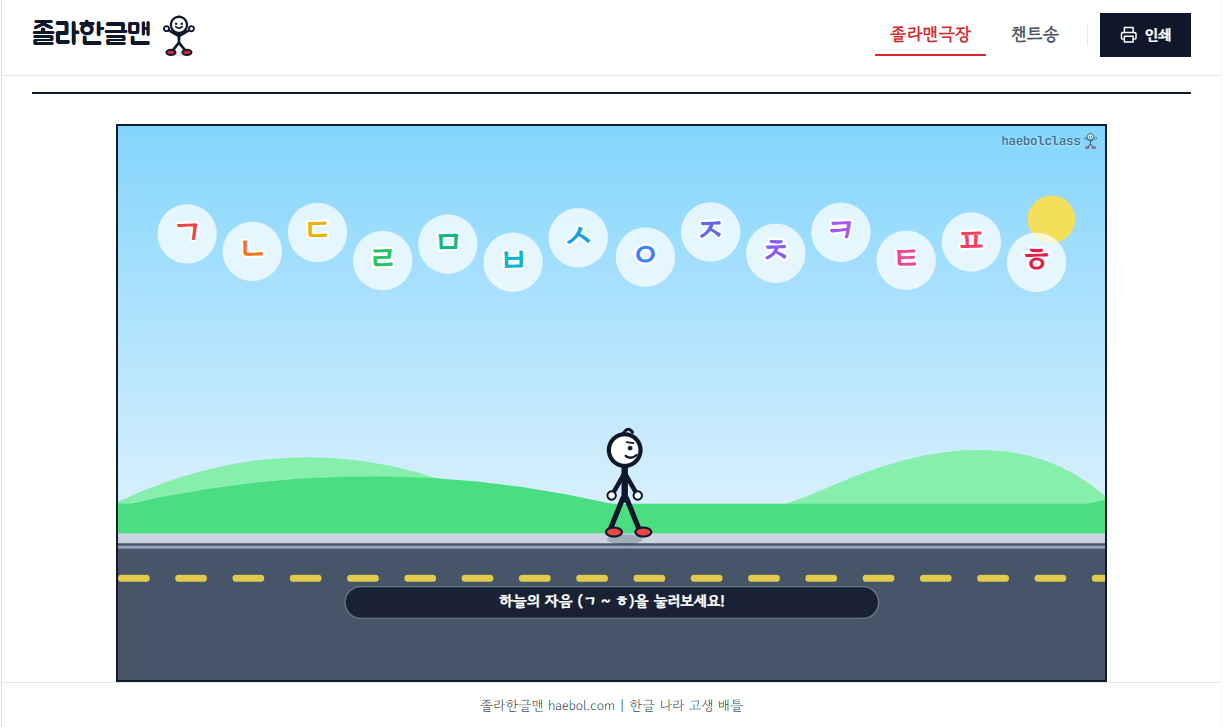 졸라한글맨
졸라맨극장 챈트송 인쇄
haebolclass
ㄱ ㄴ ㄷ ㄹ ㅁ ㅂ ㅅ ㅇ ㅈ ㅊ ㅋ ㅌ ㅍ ㅎ
하늘의 자음 (ㄱ ~ ㅎ)을 눌러보세요!
졸라한글맨 haebol.com | 한글 나라 고생 배틀